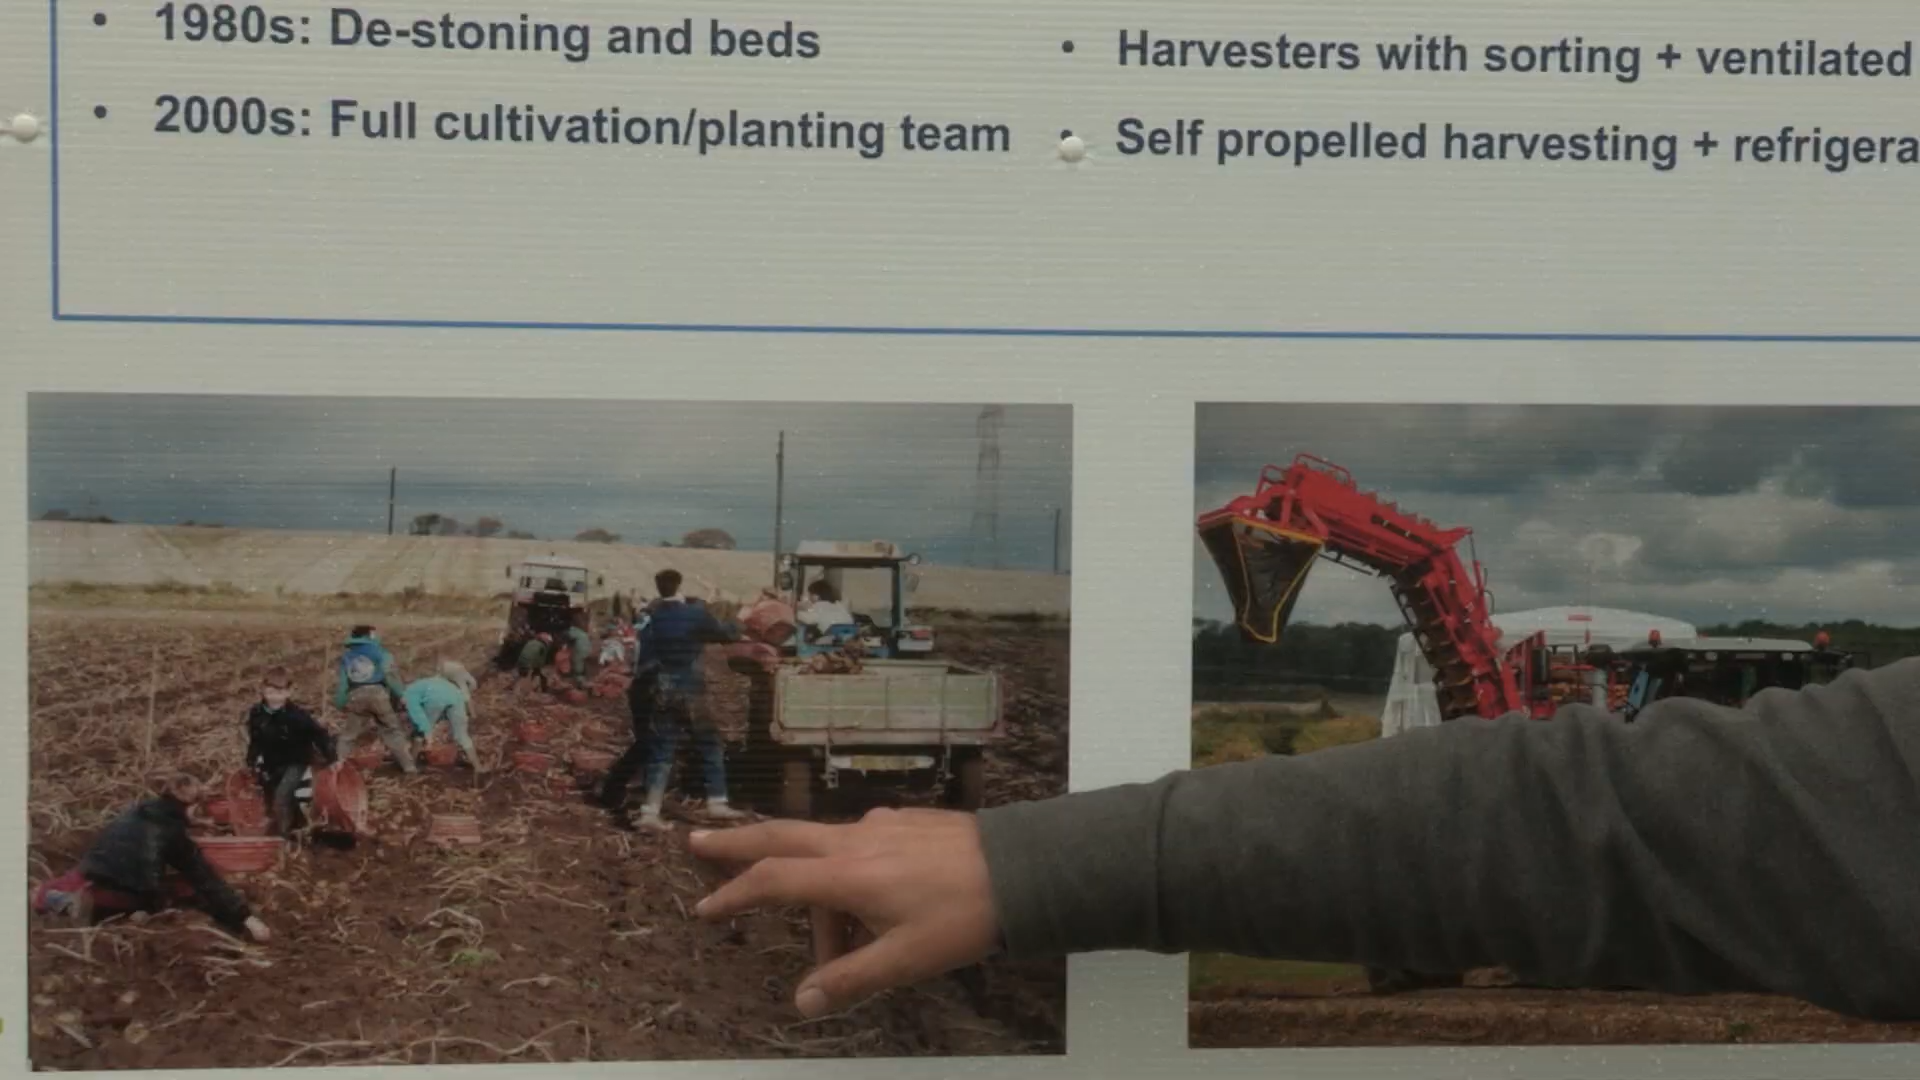 1980s: De-stoning and beds
2000s: Full cultivation/planting team
Harvesters with sorting + ventilated
Self propelled harvesting + refrigera